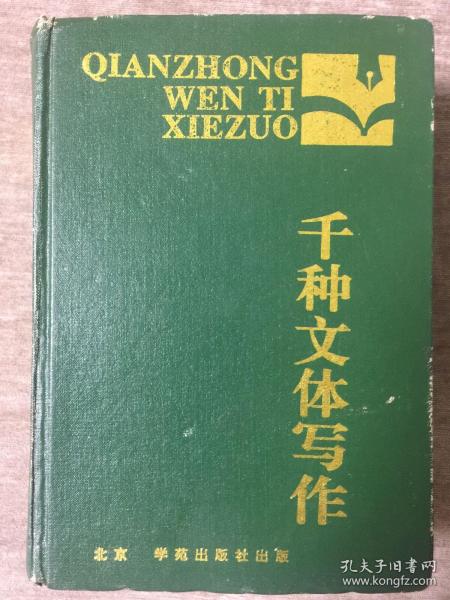 QIANZHONG
WEN TI
XIEZUO
千种文体写作
北京 学苑出版社出版
孔夫子旧书网
www.kongfz.com